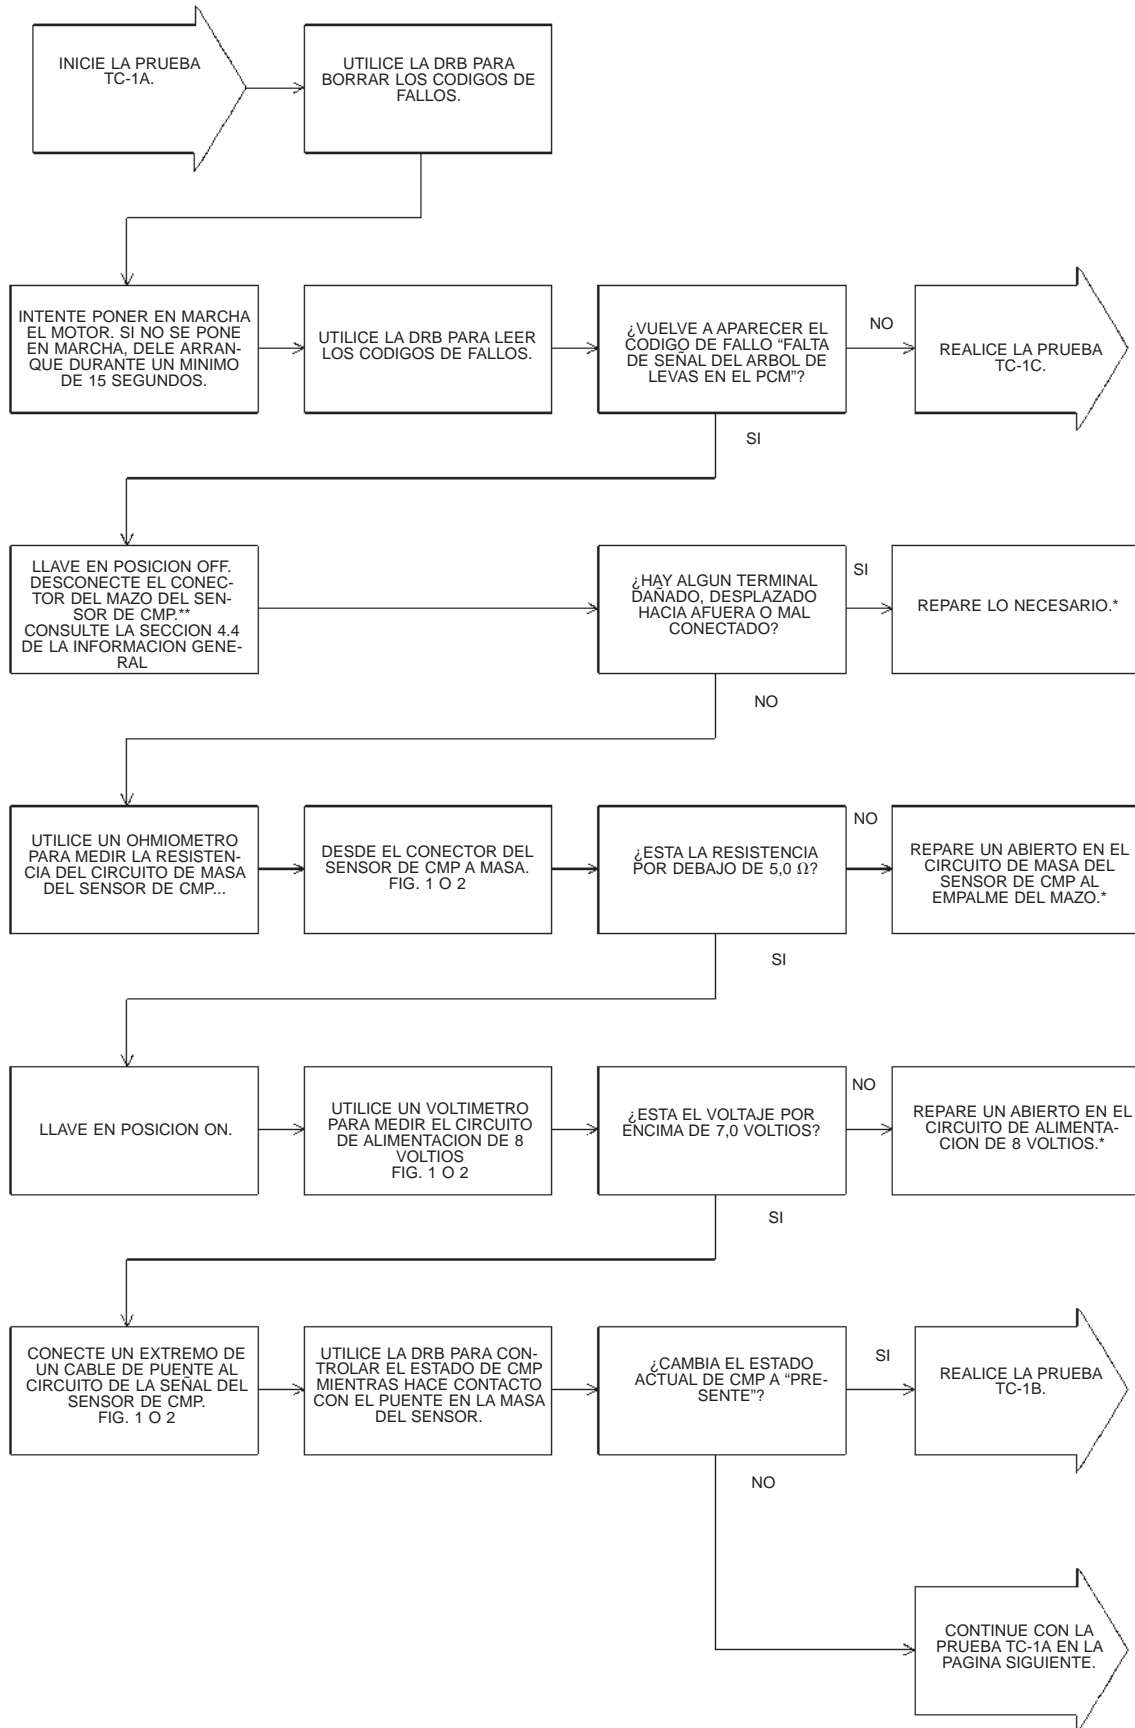 INICIE LA PRUEBA
TC-1A.
UTILICE LA DRB PARA
BORRAR LOS CODIGOS DE
FALLOS.
INTENTE PONER EN MARCHA
EL MOTOR. SI NO SE PONE
EN MARCHA, DELE ARRAN-
QUE DURANTE UN MINIMO
DE 15 SEGUNDOS.
UTILICE LA DRB PARA LEER
LOS CODIGOS DE FALLOS.
¿VUELVE A APARECER EL
CODIGO DE FALLO “FALTA
DE SEÑAL DEL ARBOL DE
LEVAS EN EL PCM”?
NO
REALICE LA PRUEBA
TC-1C.
SI
LLAVE EN POSICION OFF.
DESCONECTE EL CONEC-
TOR DEL MAZO DEL SEN-
SOR DE CMP.**
CONSULTE LA SECCION 4.4
DE LA INFORMACION GENE-
RAL
¿HAY ALGUN TERMINAL
DAÑADO, DESPLAZADO
HACIA AFUERA O MAL
CONECTADO?
SI
REPARE LO NECESARIO.*
NO
UTILICE UN OHMIOMETRO
PARA MEDIR LA RESISTEN-
CIA DEL CIRCUITO DE MASA
DEL SENSOR DE CMP...
DESDE EL CONECTOR DEL
SENSOR DE CMP A MASA.
FIG. 1 O 2
¿ESTA LA RESISTENCIA
POR DEBAJO DE 5,0 Ω?
NO
REPARE UN ABIERTO EN EL
CIRCUITO DE MASA DEL
SENSOR DE CMP AL
EMPALME DEL MAZO.*
SI
LLAVE EN POSICION ON.
UTILICE UN VOLTIMETRO
PARA MEDIR EL CIRCUITO
DE ALIMENTACION DE 8
VOLTIOS
FIG. 1 O 2
¿ESTA EL VOLTAJE POR
ENCIMA DE 7,0 VOLTIOS?
NO
REPARE UN ABIERTO EN EL
CIRCUITO DE ALIMENTA-
CION DE 8 VOLTIOS.*
SI
CONECTE UN EXTREMO DE
UN CABLE DE PUENTE AL
CIRCUITO DE LA SEÑAL DEL
SENSOR DE CMP.
FIG. 1 O 2
UTILICE LA DRB PARA CON-
TROLAR EL ESTADO DE CMP
MIENTRAS HACE CONTACTO
CON EL PUENTE EN LA MASA
DEL SENSOR.
¿CAMBIA EL ESTADO
ACTUAL DE CMP A “PRE-
SENTE”?
SI
REALICE LA PRUEBA
TC-1B.
NO
CONTINUE CON LA
PRUEBA TC-1A EN LA
PAGINA SIGUIENTE.